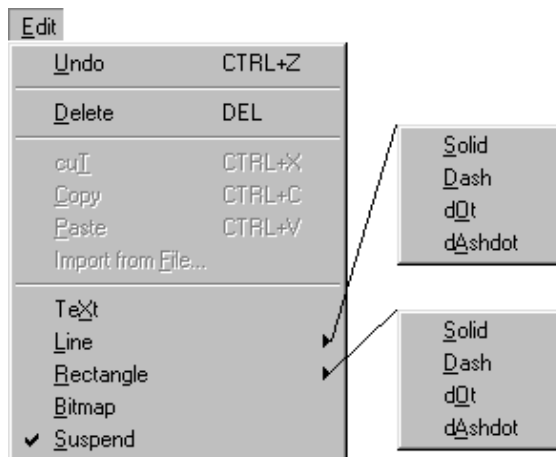 Edit
Undo CTRL+Z
Delete DEL
cuT CTRL+X
Copy CTRL+C
Paste CTRL+V
Import from File...
TeXt
Line
Rectangle
Bitmap
Suspend
Solid
Dash
dOt
dAshdot
Solid
Dash
dOt
dAshdot